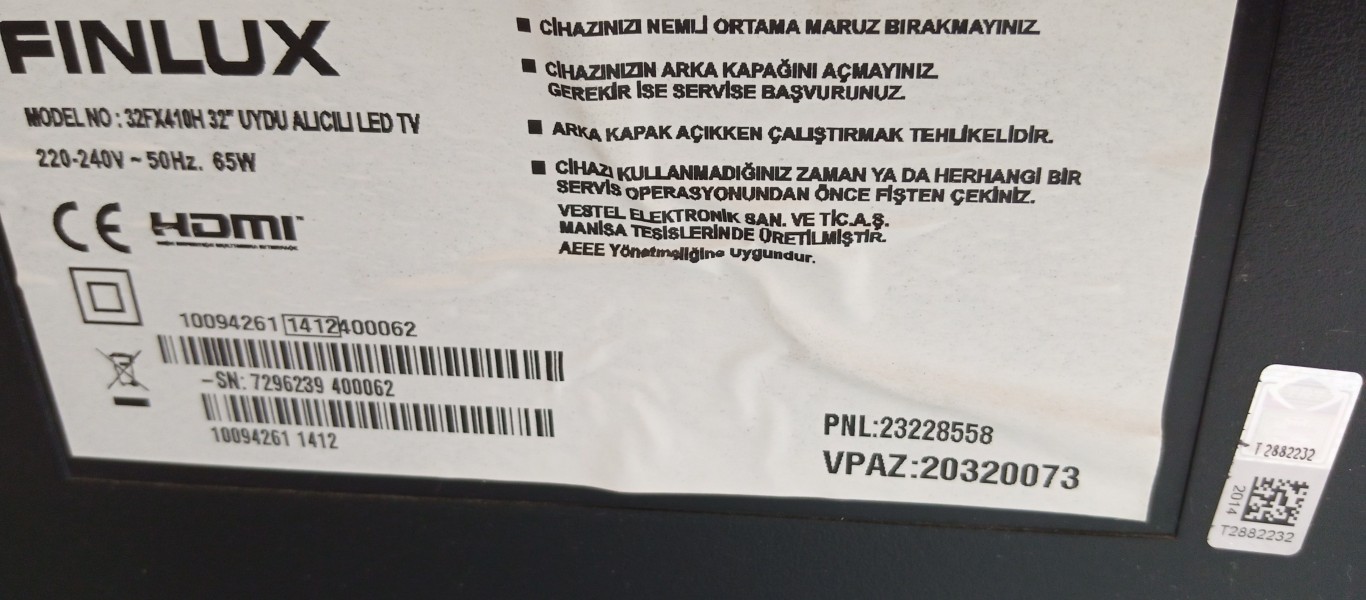 FINLUX
MODEL NO : 32FX410H 32" UYDU ALICILI LED TV
220-240V ~ 50Hz. 65W
CE HDMI
10094261 1412400062
-SN: 7296239 400062
10094261 1412
■ CİHAZINIZI NEMLİ ORTAMA MARUZ BIRAKMAYINIZ.
■ CİHAZINIZIN ARKA KAPAĞINI AÇMAYINIZ.
GEREKİR İSE SERVİSE BAŞVURUNUZ.
■ ARKA KAPAK AÇIKKEN ÇALIŞTIRMAK TEHLİKELİDİR.
■ CİHAZI KULLANMADIĞINIZ ZAMAN YA DA HERHANGİ BİR
SERVİS OPERASYONUNDAN ÖNCE FİŞTEN ÇEKİNİZ.
VESTEL ELEKTRONİK SAN. VE TİC.A.Ş.
MANİSA TESİSLERİNDE ÜRETİLMİŞTİR.
AEEE Yönetmeliğine Uygundur.
PNL:23228558
VPAZ:20320073
T 2882232
2014
T2882232